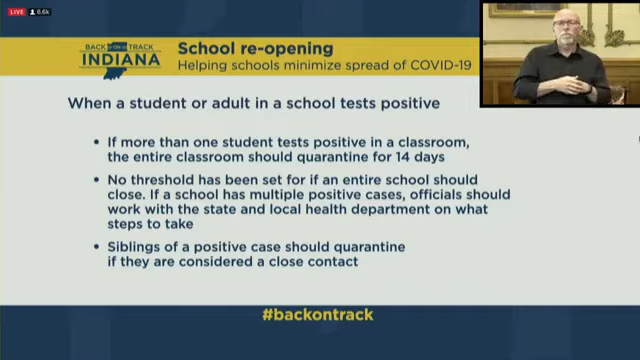 LIVE 6.6k
BACK ON TRACK
INDIANA
School re-opening
Helping schools minimize spread of COVID-19
When a student or adult in a school tests positive
• If more than one student tests positive in a classroom,
the entire classroom should quarantine for 14 days
• No threshold has been set for if an entire school should
close. If a school has multiple positive cases, officials should
work with the state and local health department on what
steps to take
• Siblings of a positive case should quarantine
if they are considered a close contact
#backontrack